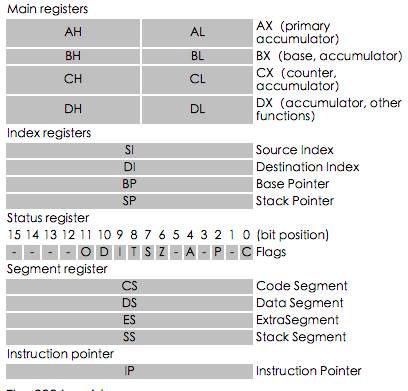 Main registers
AH AL AX (primary accumulator)
BH BL BX (base, accumulator)
CH CL CX (counter, accumulator)
DH DL DX (accumulator, other functions)
Index registers
SI Source Index
DI Destination Index
BP Base Pointer
SP Stack Pointer
Status register
15 14 13 12 11 10 9 8 7 6 5 4 3 2 1 0 (bit position)
- - - - O D I T S Z - A - P - C Flags
Segment register
CS Code Segment
DS Data Segment
ES ExtraSegment
SS Stack Segment
Instruction pointer
IP Instruction Pointer